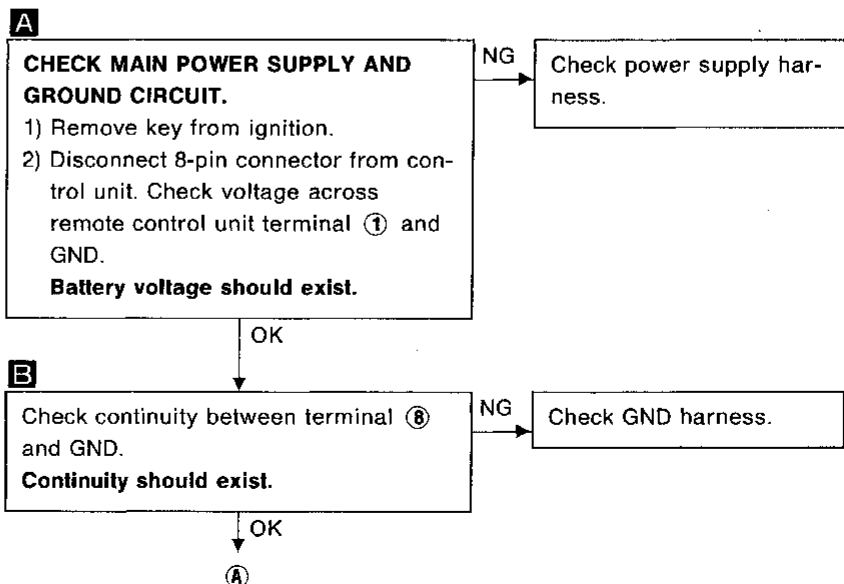 A
CHECK MAIN POWER SUPPLY AND
GROUND CIRCUIT.
1) Remove key from ignition.
2) Disconnect 8-pin connector from con-
trol unit. Check voltage across
remote control unit terminal ① and
GND.
Battery voltage should exist.
NG
Check power supply har-
ness.
OK
B
Check continuity between terminal ⑧
and GND.
Continuity should exist.
NG
Check GND harness.
OK
Ⓐ